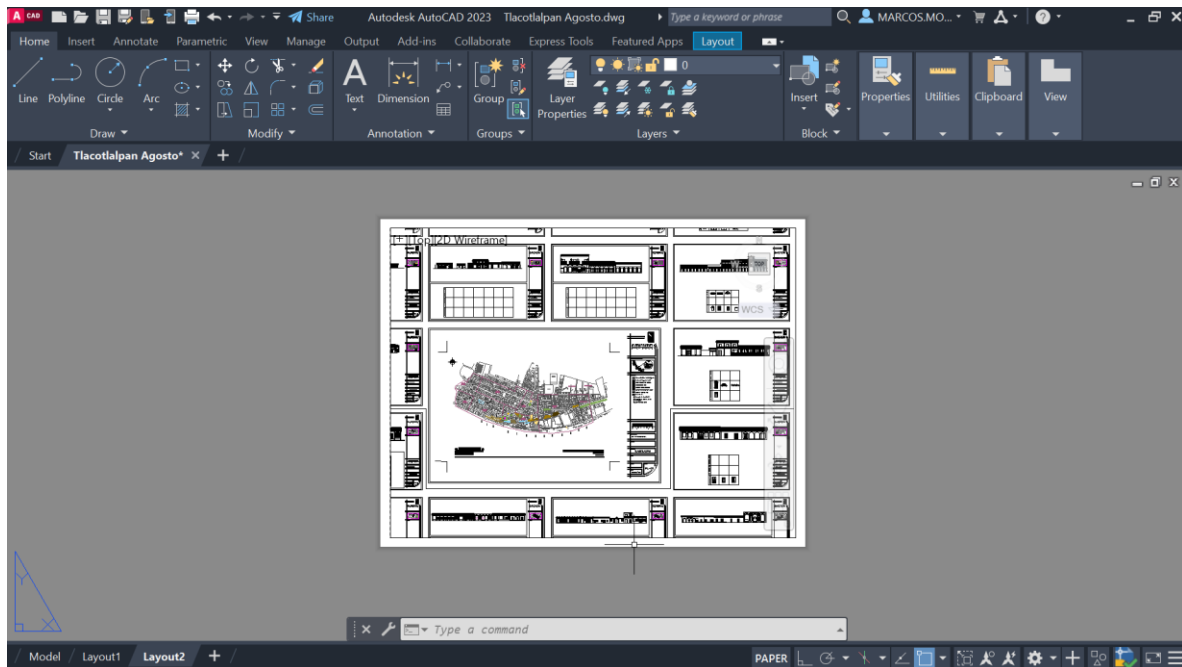 A CAD Share Autodesk AutoCAD 2023 Tlacotlalpan Agosto.dwg Type a keyword or phrase MARCOS.MO...
Home Insert Annotate Parametric View Manage Output Add-ins Collaborate Express Tools Featured Apps Layout
0
Line Polyline Circle Arc Text Dimension Group Layer Properties Insert Properties Utilities Clipboard View
Draw Modify Annotation Groups Layers Block
Start Tlacotlalpan Agosto* +
[+][Top][2D Wireframe]
WCS
Y
X
Type a command
Model Layout1 Layout2 + PAPER